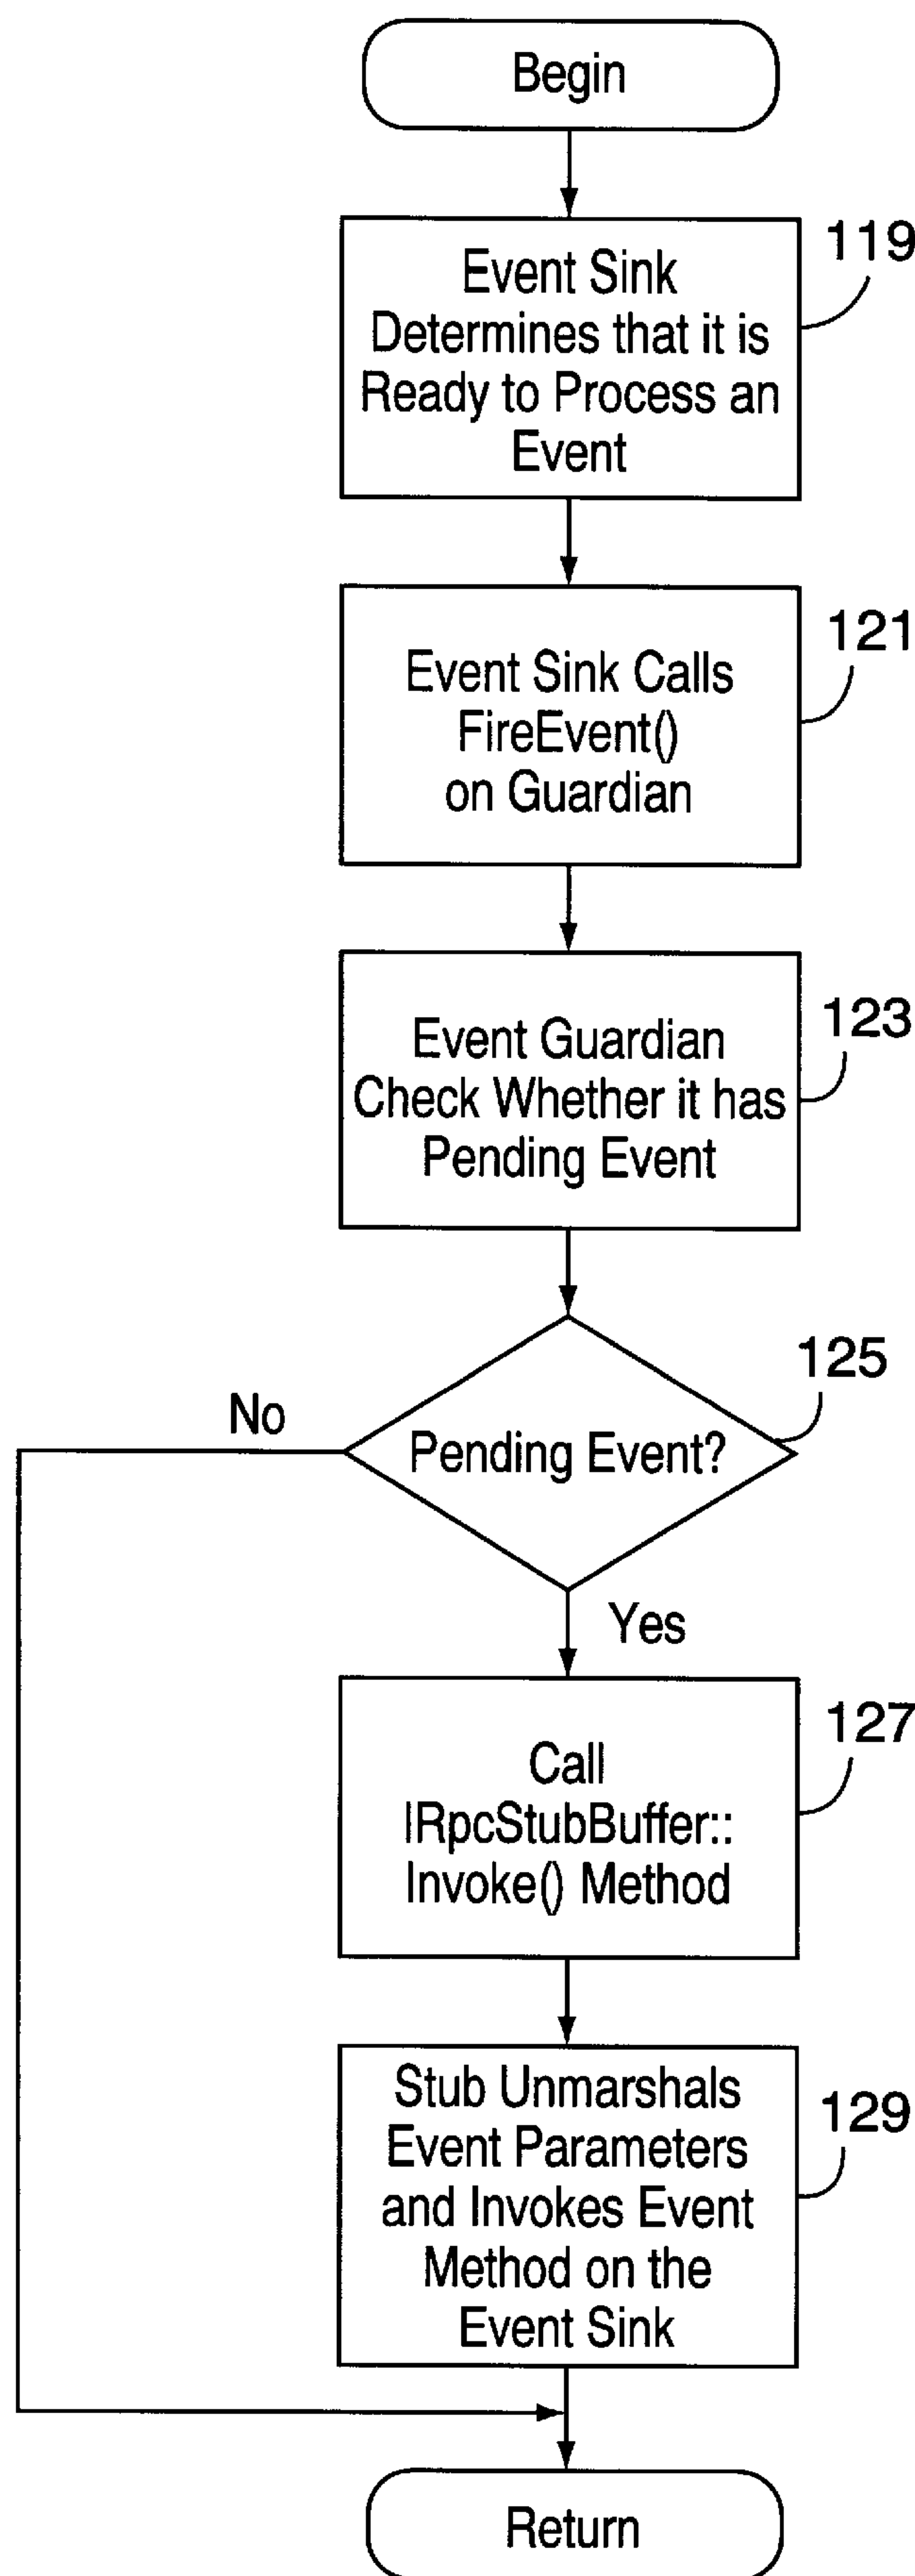 Begin
119
Event Sink
Determines that it is
Ready to Process an
Event
121
Event Sink Calls
FireEvent()
on Guardian
123
Event Guardian
Check Whether it has
Pending Event
125
No
Pending Event?
Yes
127
Call
IRpcStubBuffer::
Invoke() Method
129
Stub Unmarshals
Event Parameters
and Invokes Event
Method on the
Event Sink
Return